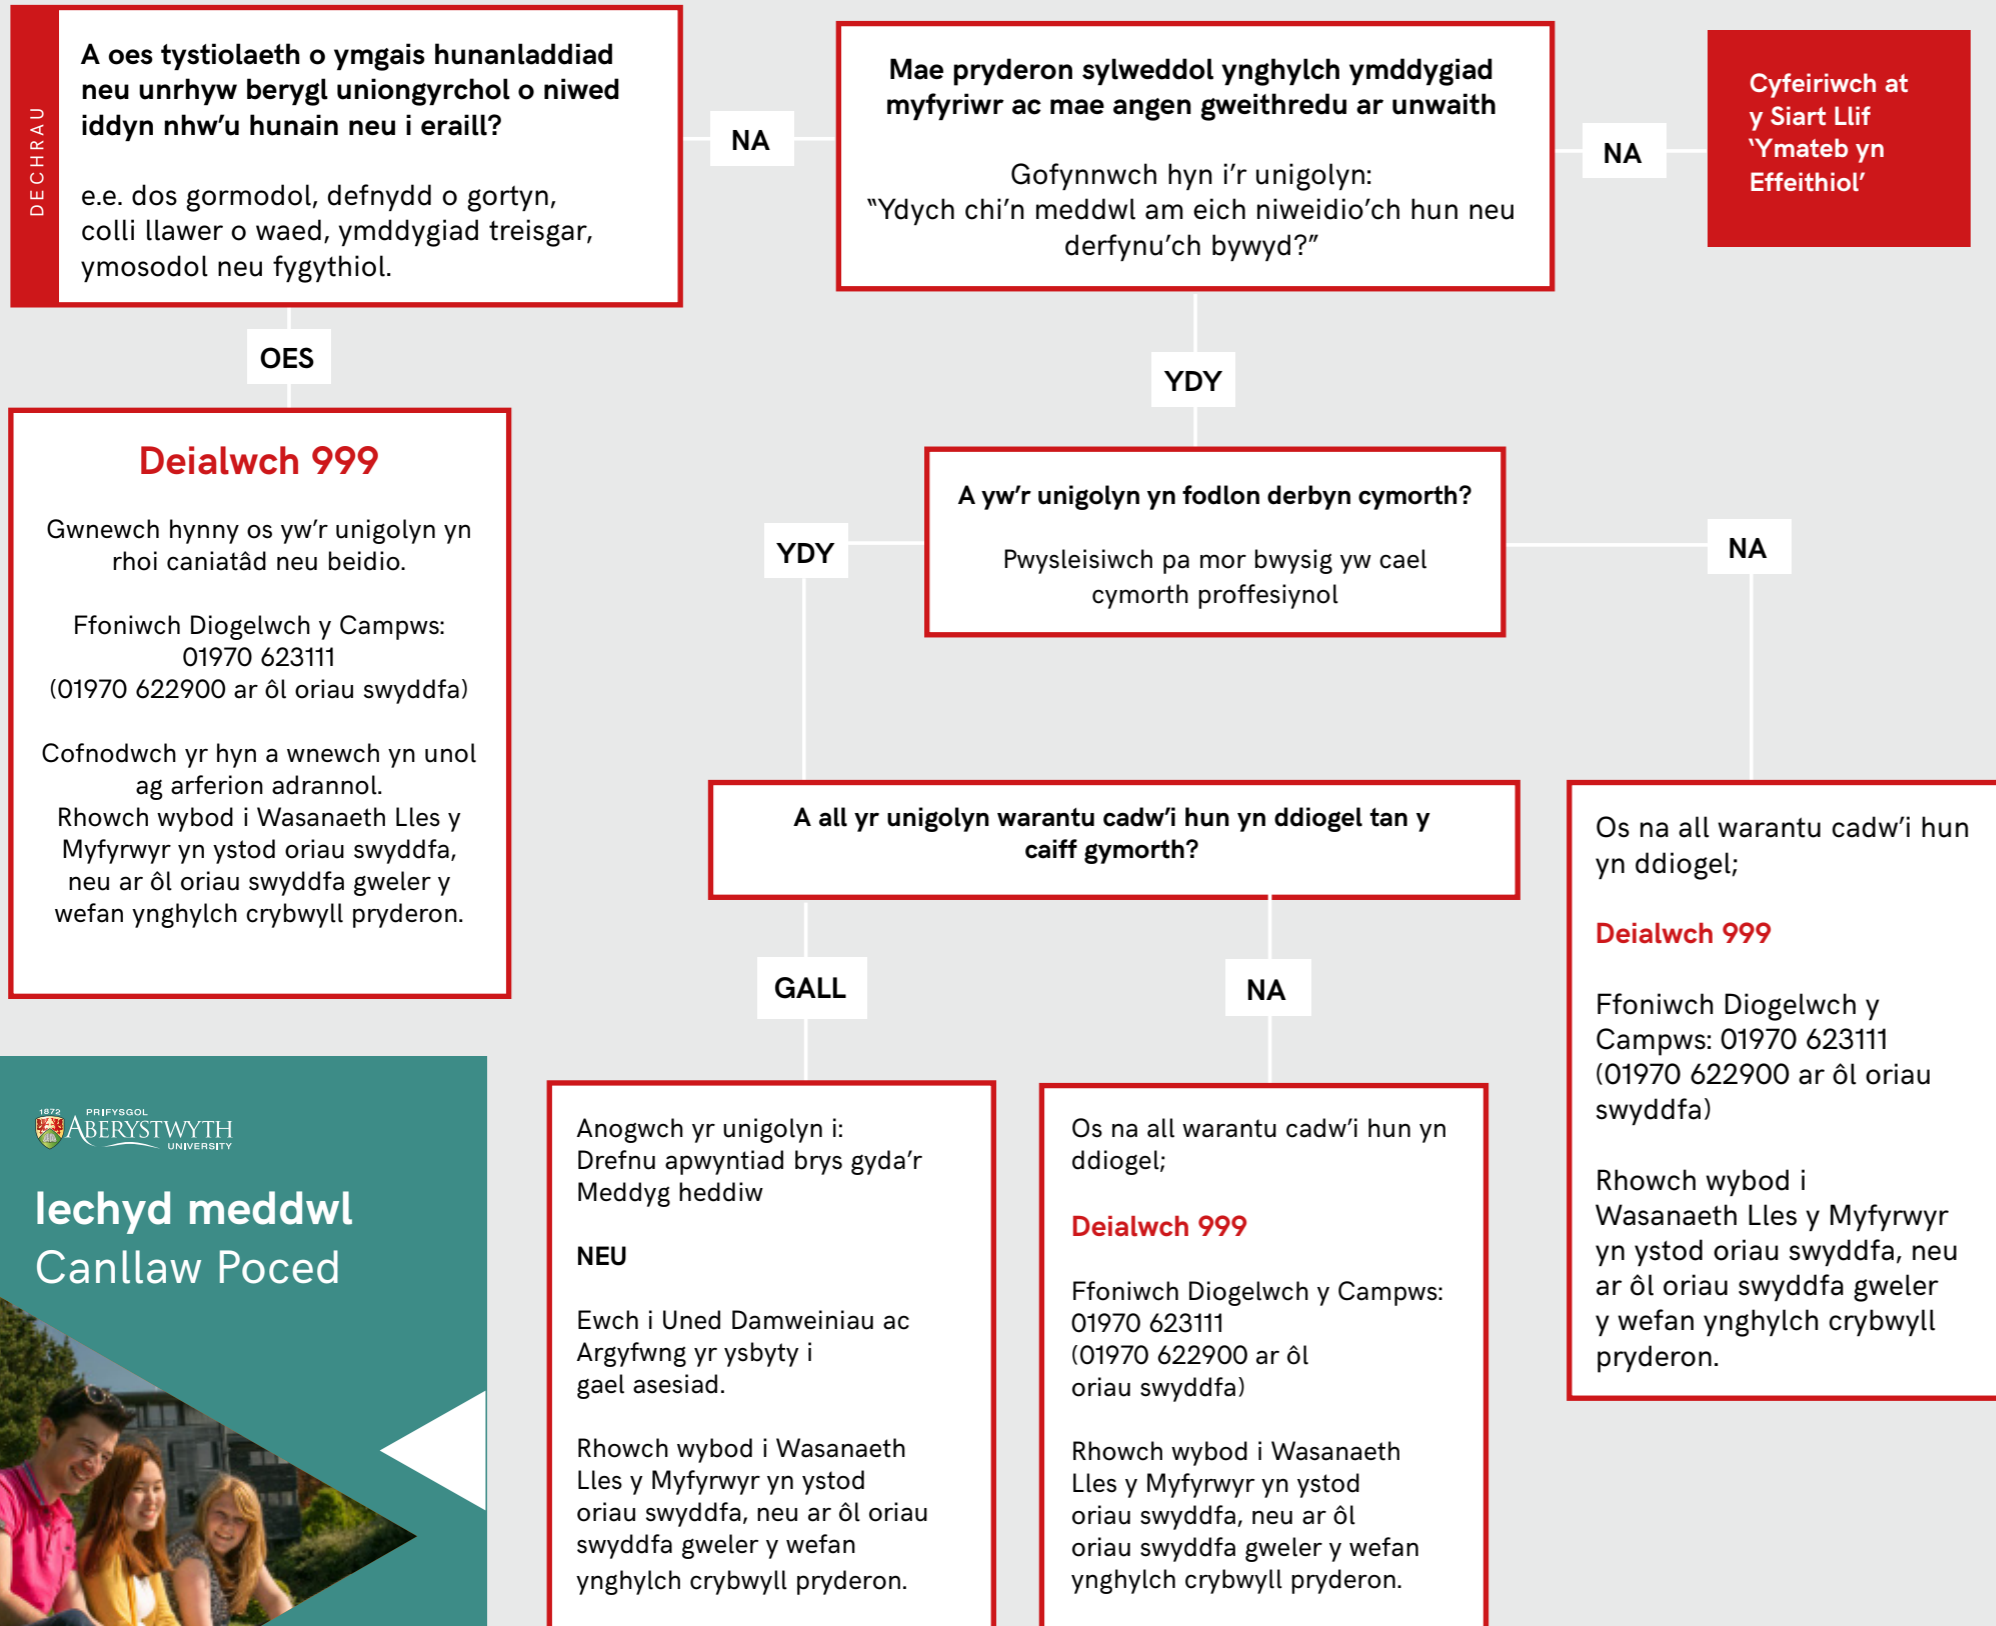 DECHRAU
A oes tystiolaeth o ymgais hunanladdiad
neu unrhyw berygl uniongyrchol o niwed
iddyn nhw’u hunain neu i eraill?
e.e. dos gormodol, defnydd o gortyn,
colli llawer o waed, ymddygiad treisgar,
ymosodol neu fygythiol.
NA
Mae pryderon sylweddol ynghylch ymddygiad
myfyriwr ac mae angen gweithredu ar unwaith
Gofynnwch hyn i’r unigolyn:
“Ydych chi’n meddwl am eich niweidio’ch hun neu
derfynu’ch bywyd?”
NA
Cyfeiriwch at
y Siart Llif
‘Ymateb yn
Effeithiol’
OES
Deialwch 999
Gwnewch hynny os yw’r unigolyn yn
rhoi caniatâd neu beidio.
Ffoniwch Diogelwch y Campws:
01970 623111
(01970 622900 ar ôl oriau swyddfa)
Cofnodwch yr hyn a wnewch yn unol
ag arferion adrannol.
Rhowch wybod i Wasanaeth Lles y
Myfyrwyr yn ystod oriau swyddfa,
neu ar ôl oriau swyddfa gweler y
wefan ynghylch crybwyll pryderon.
YDY
A yw’r unigolyn yn fodlon derbyn cymorth?
Pwysleisiwch pa mor bwysig yw cael
cymorth proffesiynol
YDY
NA
A all yr unigolyn warantu cadw’i hun yn ddiogel tan y
caiff gymorth?
GALL
NA
Os na all warantu cadw’i hun
yn ddiogel;
Deialwch 999
Ffoniwch Diogelwch y
Campws: 01970 623111
(01970 622900 ar ôl oriau
swyddfa)
Rhowch wybod i
Wasanaeth Lles y Myfyrwyr
yn ystod oriau swyddfa, neu
ar ôl oriau swyddfa gweler
y wefan ynghylch crybwyll
pryderon.
1872 PRIFYSGOL
ABERYSTWYTH
UNIVERSITY
Iechyd meddwl
Canllaw Poced
Anogwch yr unigolyn i:
Drefnu apwyntiad brys gyda’r
Meddyg heddiw
NEU
Ewch i Uned Damweiniau ac
Argyfwng yr ysbyty i
gael asesiad.
Rhowch wybod i Wasanaeth
Lles y Myfyrwyr yn ystod
oriau swyddfa, neu ar ôl oriau
swyddfa gweler y wefan
ynghylch crybwyll pryderon.
Os na all warantu cadw’i hun yn
ddiogel;
Deialwch 999
Ffoniwch Diogelwch y Campws:
01970 623111
(01970 622900 ar ôl
oriau swyddfa)
Rhowch wybod i Wasanaeth
Lles y Myfyrwyr yn ystod
oriau swyddfa, neu ar ôl
oriau swyddfa gweler y wefan
ynghylch crybwyll pryderon.